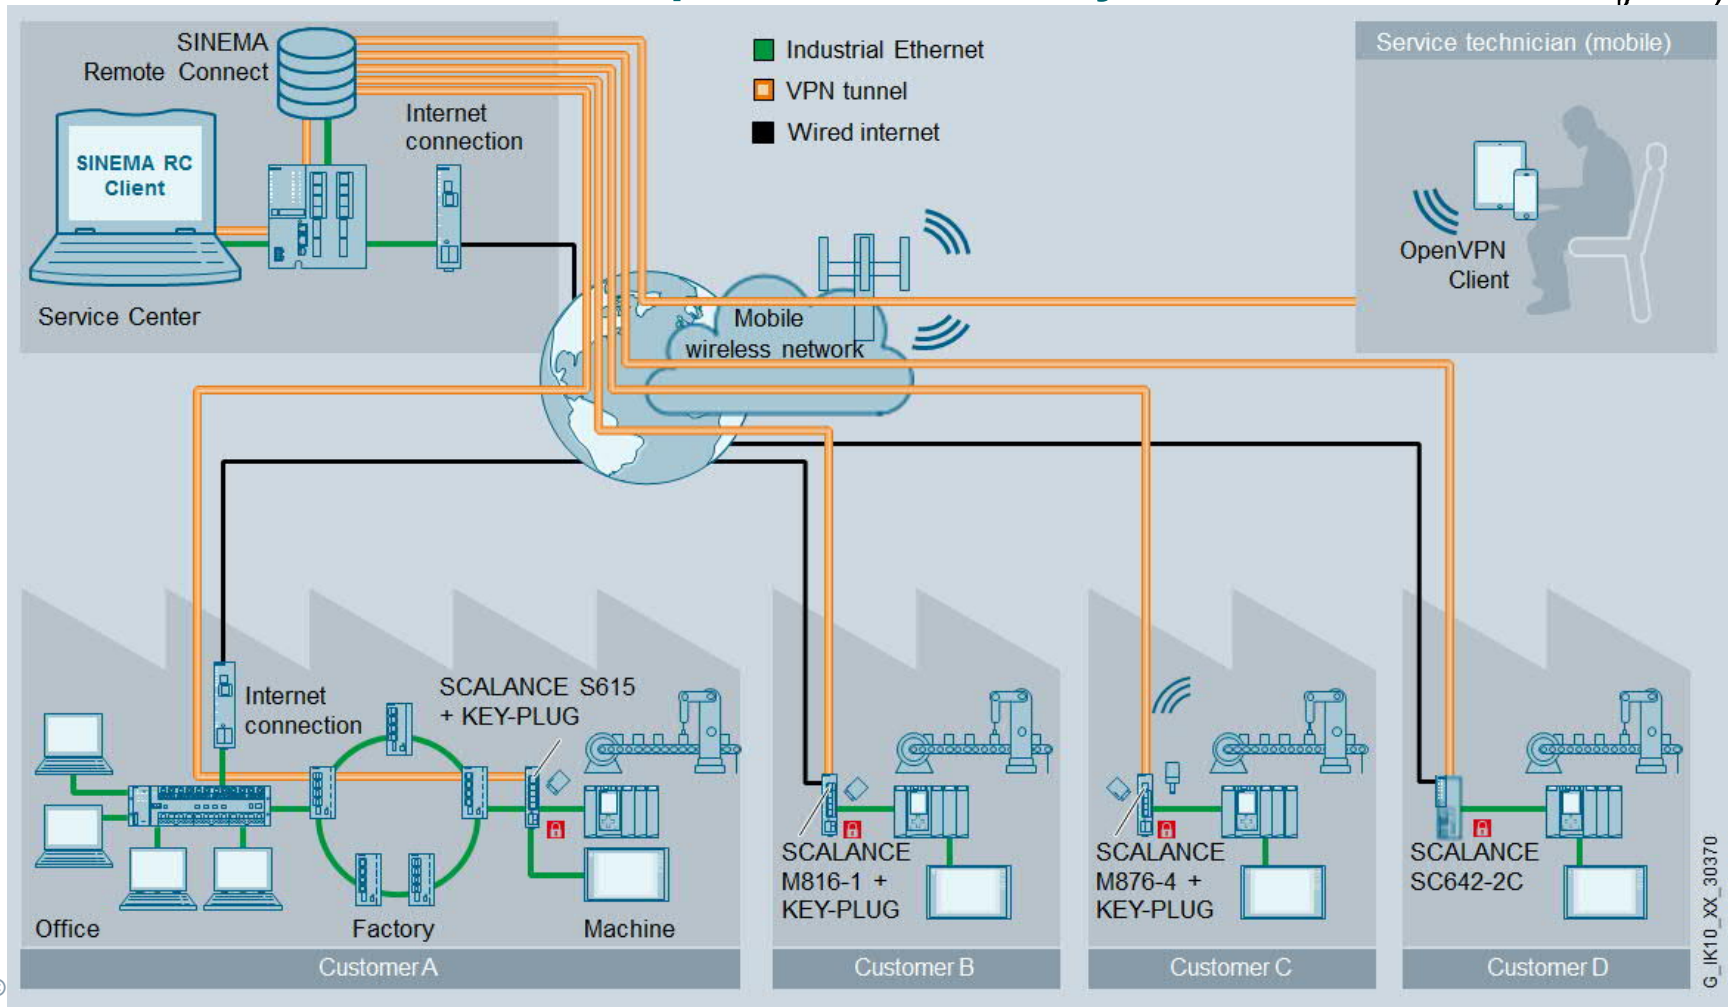 SINEMA
Remote Connect
Internet
connection
SINEMA RC
Client
Service Center
Industrial Ethernet
VPN tunnel
Wired internet
Service technician (mobile)
OpenVPN
Client
Mobile
wireless network
Internet
connection
SCALANCE S615
+ KEY-PLUG
Office
Factory
Machine
Customer A
SCALANCE
M816-1 +
KEY-PLUG
Customer B
SCALANCE
M876-4 +
KEY-PLUG
Customer C
SCALANCE
SC642-2C
Customer D
G_IK10_XX_30370